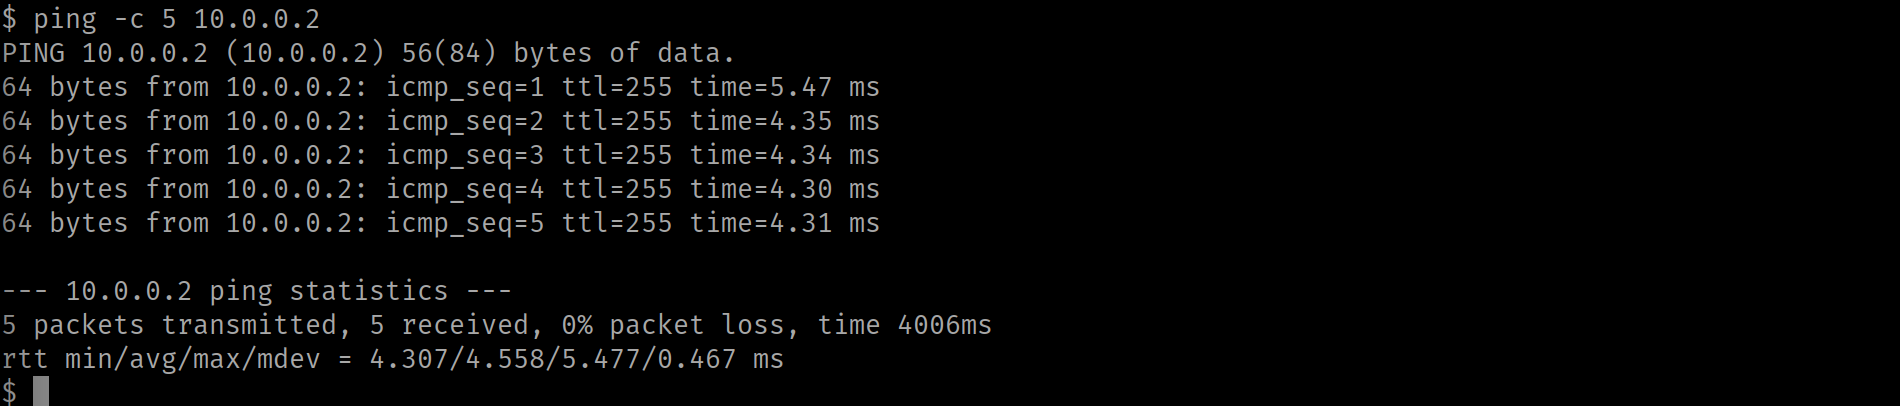 $ ping -c 5 10.0.0.2
PING 10.0.0.2 (10.0.0.2) 56(84) bytes of data.
64 bytes from 10.0.0.2: icmp_seq=1 ttl=255 time=5.47 ms
64 bytes from 10.0.0.2: icmp_seq=2 ttl=255 time=4.35 ms
64 bytes from 10.0.0.2: icmp_seq=3 ttl=255 time=4.34 ms
64 bytes from 10.0.0.2: icmp_seq=4 ttl=255 time=4.30 ms
64 bytes from 10.0.0.2: icmp_seq=5 ttl=255 time=4.31 ms
--- 10.0.0.2 ping statistics ---
5 packets transmitted, 5 received, 0% packet loss, time 4006ms
rtt min/avg/max/mdev = 4.307/4.558/5.477/0.467 ms
$